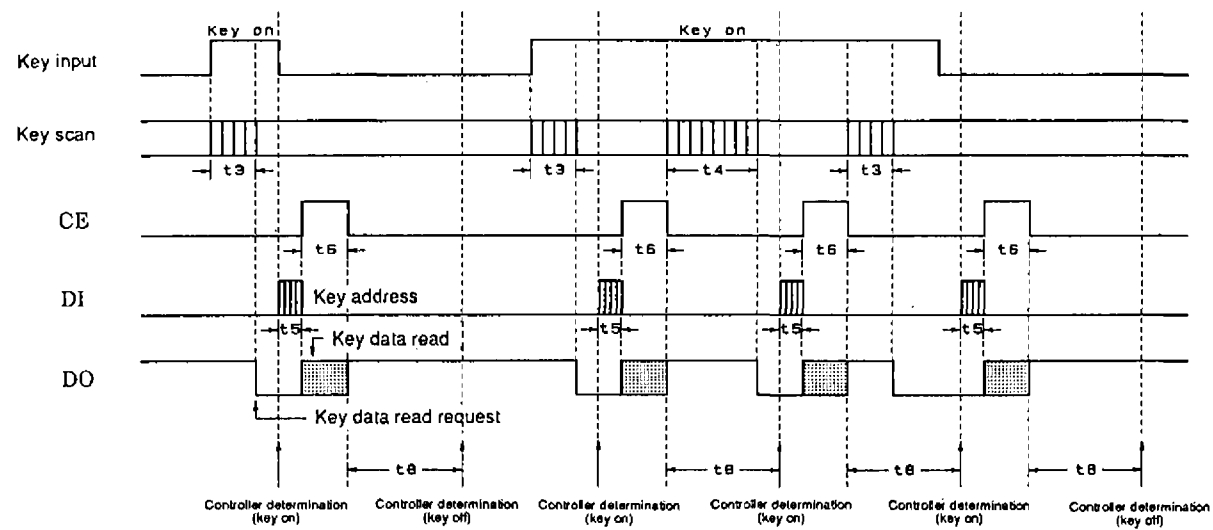 Key on
Key on
Key input
Key scan
t3
t3
t4
t3
CE
t6
t6
t6
t6
DI
Key address
t5
t5
t5
t5
Key data read
DO
Key data read request
t8
t8
t8
t8
Controller determination
(key on)
Controller determination
(key off)
Controller determination
(key on)
Controller determination
(key on)
Controller determination
(key on)
Controller determination
(key off)